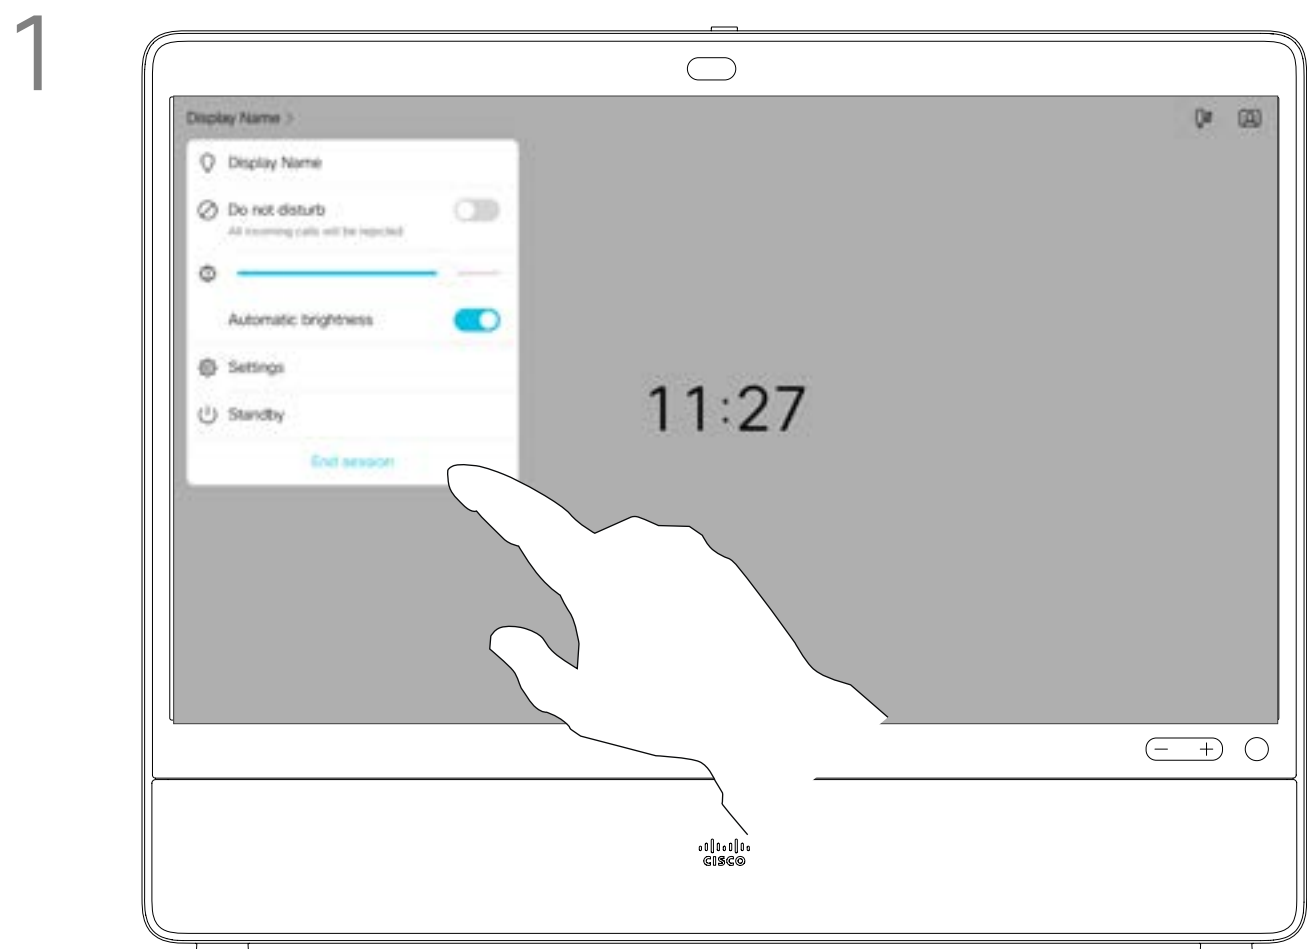 1
Display Name >
Display Name
Do not disturb
All incoming calls will be rejected
Automatic brightness
Settings
11:27
Standby
End session
− +
CISCO